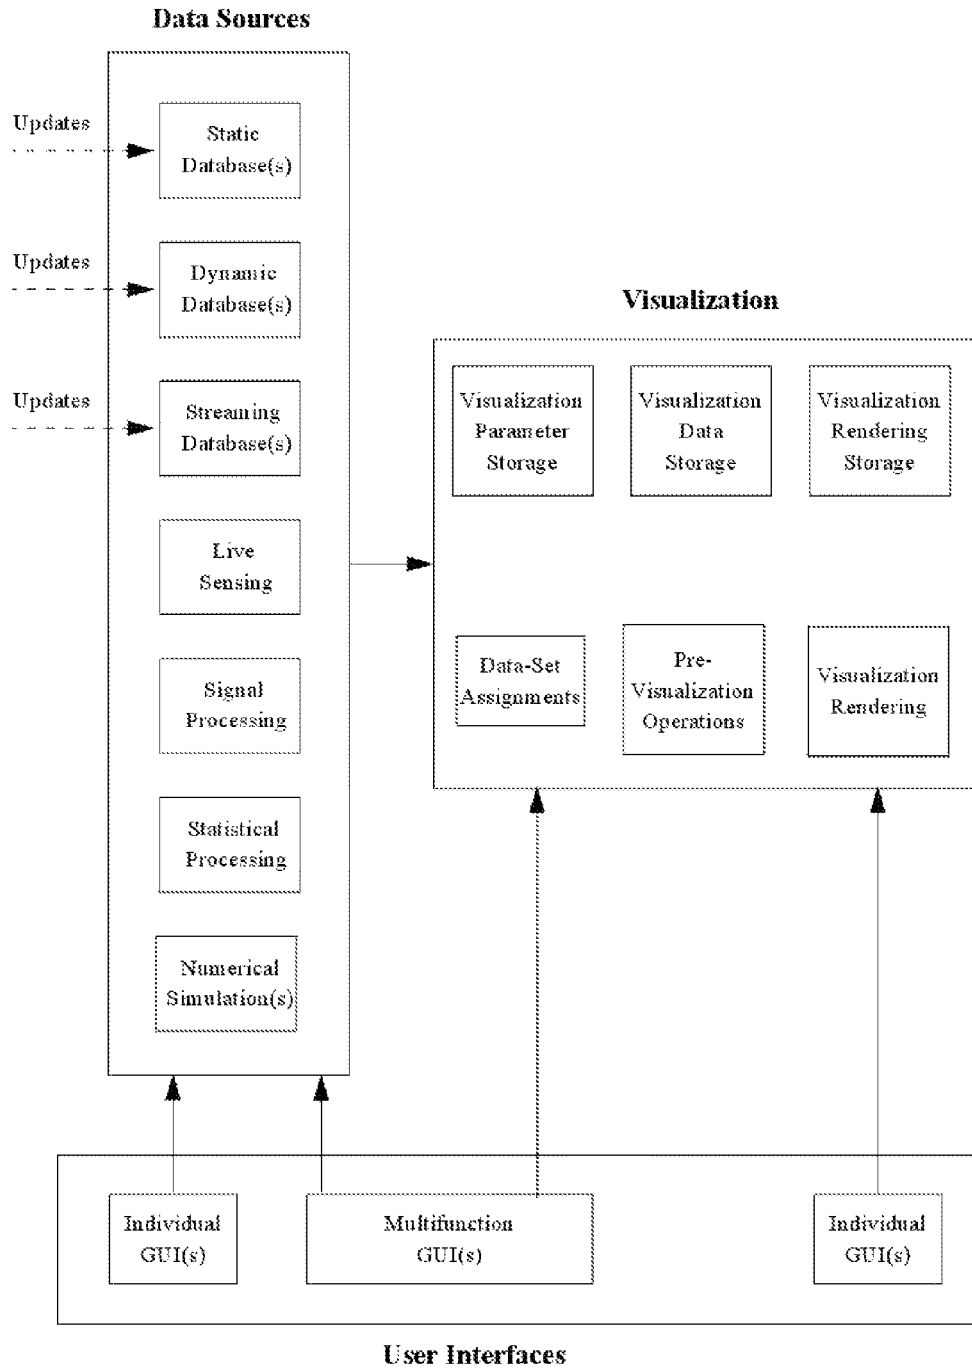 Data Sources
Updates
Static
Database(s)
Updates
Dynamic
Database(s)
Updates
Streaming
Database(s)
Live
Sensing
Signal
Processing
Statistical
Processing
Numerical
Simulation(s)
Visualization
Visualization
Parameter
Storage
Visualization
Data
Storage
Visualization
Rendering
Storage
Data-Set
Assignments
Pre-
Visualization
Operations
Visualization
Rendering
Individual
GUI(s)
Multifunction
GUI(s)
Individual
GUI(s)
User Interfaces